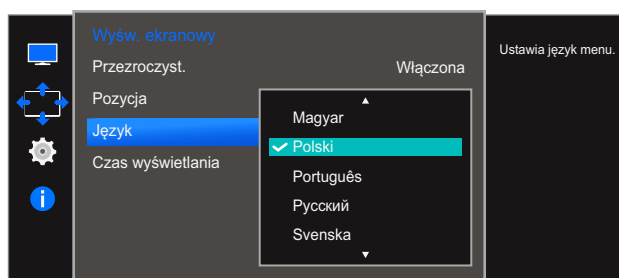 Wyśw. ekranowy
Przezroczyst. Włączona
Pozycja
Język
Czas wyświetlania
Magyar
Polski
Português
Русский
Svenska
Ustawia język menu.